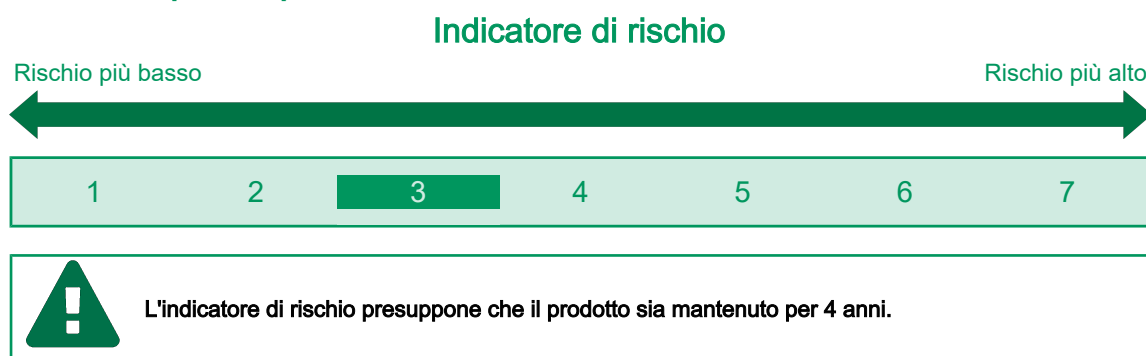 Indicatore di rischio
Rischio più basso Rischio più alto
1 2 3 4 5 6 7
L'indicatore di rischio presuppone che il prodotto sia mantenuto per 4 anni.